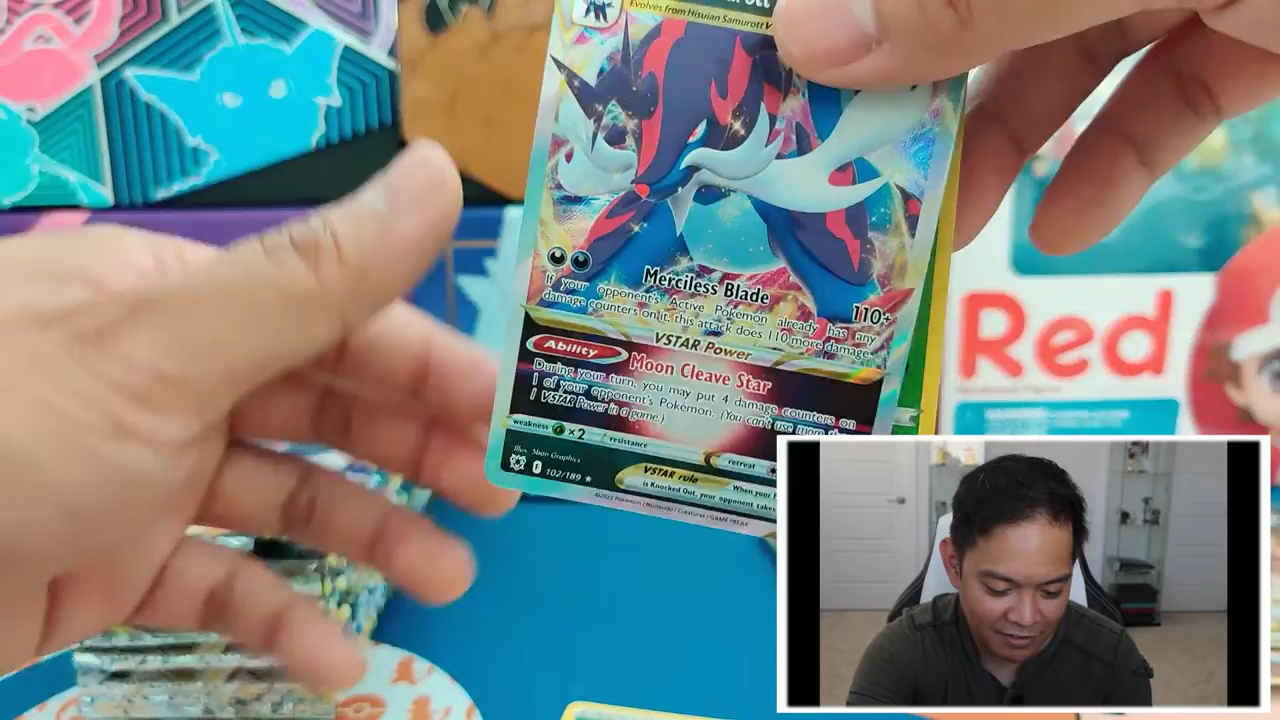 Evolves from Hisuian Samurott V
Merciless Blade
110+
If your opponent's Active Pokémon already has any
damage counters on it, this attack does 110 more damage.
VSTAR Power
Ability
Moon Cleave Star
During your turn, you may put 4 damage counters on
1 of your opponent's Pokémon. (You can't use more
1 VSTAR Power in a game.)
weakness ×2
resistance
retreat
Illus. 5ban Graphics
F 102/189 ★
VSTAR rule
When your
is Knocked Out, your opponent takes
©2022 Pokémon / Nintendo / Creatures / GAME FREAK
Red